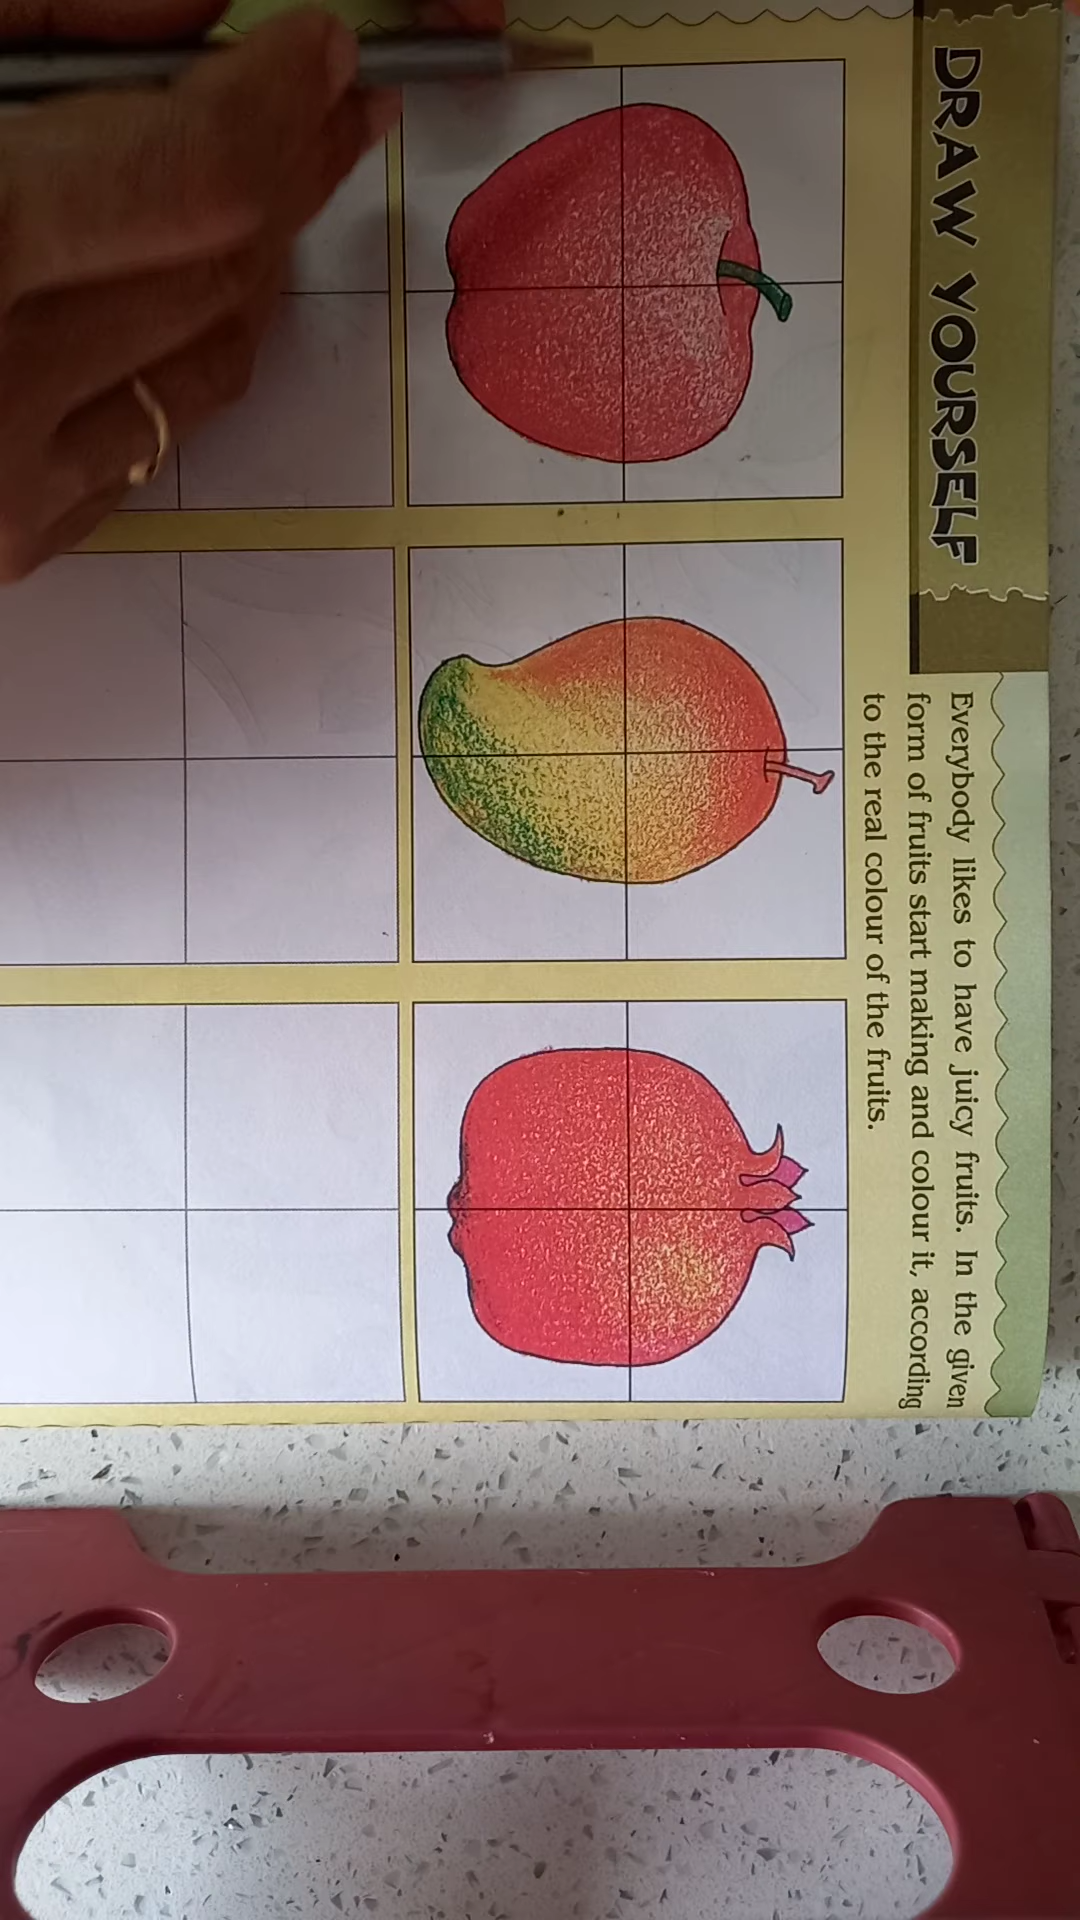 DRAW YOURSELF
Everybody likes to have juicy fruits. In the given
form of fruits start making and colour it, according
to the real colour of the fruits.